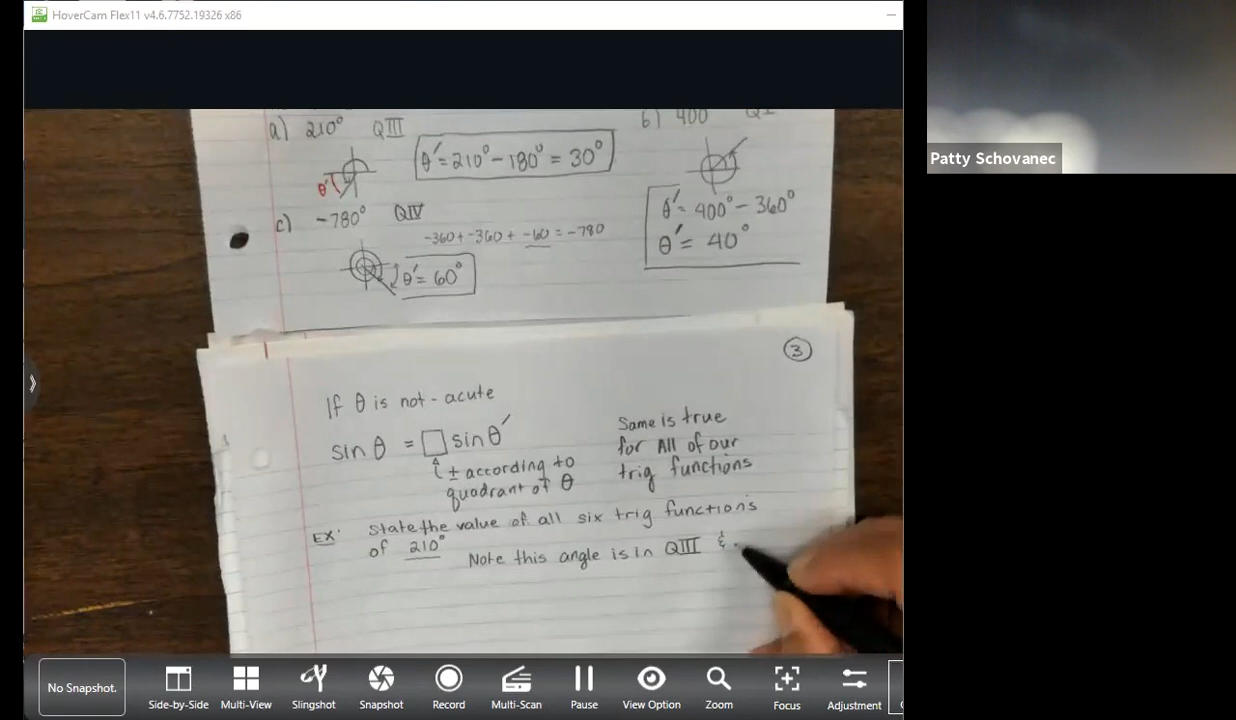 HoverCam Flex11 v4.6.7752.19326 x86
Patty Schovanec
a) 210° QIII
θ' = 210° - 180° = 30°
θ'
b) 400
θ' = 400° - 360°
θ' = 40°
c) -780° QIV
-360 + -360 + -60 = -780
θ' = 60°
3
If θ is not-acute
sin θ = □ sin θ'
± according to
quadrant of θ
Same is true
for All of our
trig functions
EX: State the value of all six trig functions
of 210° Note this angle is in QIII &
No Snapshot.
Side-by-Side
Multi-View
Slingshot
Snapshot
Record
Multi-Scan
Pause
View Option
Zoom
Focus
Adjustment